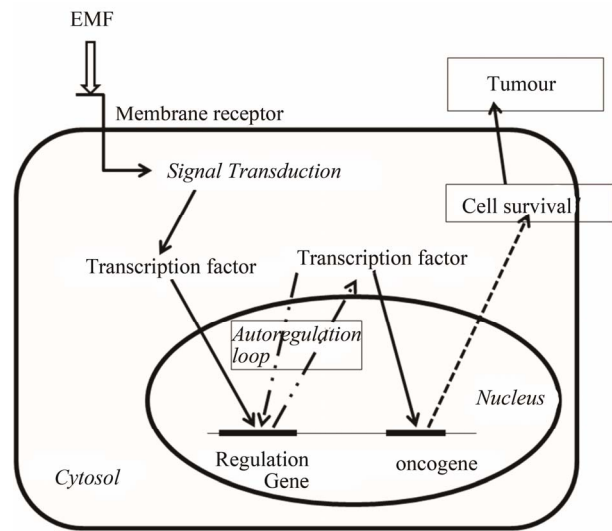 EMF
Tumour
Membrane receptor
Signal Transduction
Cell survival
Transcription factor
Transcription factor
Autoregulation
loop
Nucleus
Regulation
Gene
oncogene
Cytosol